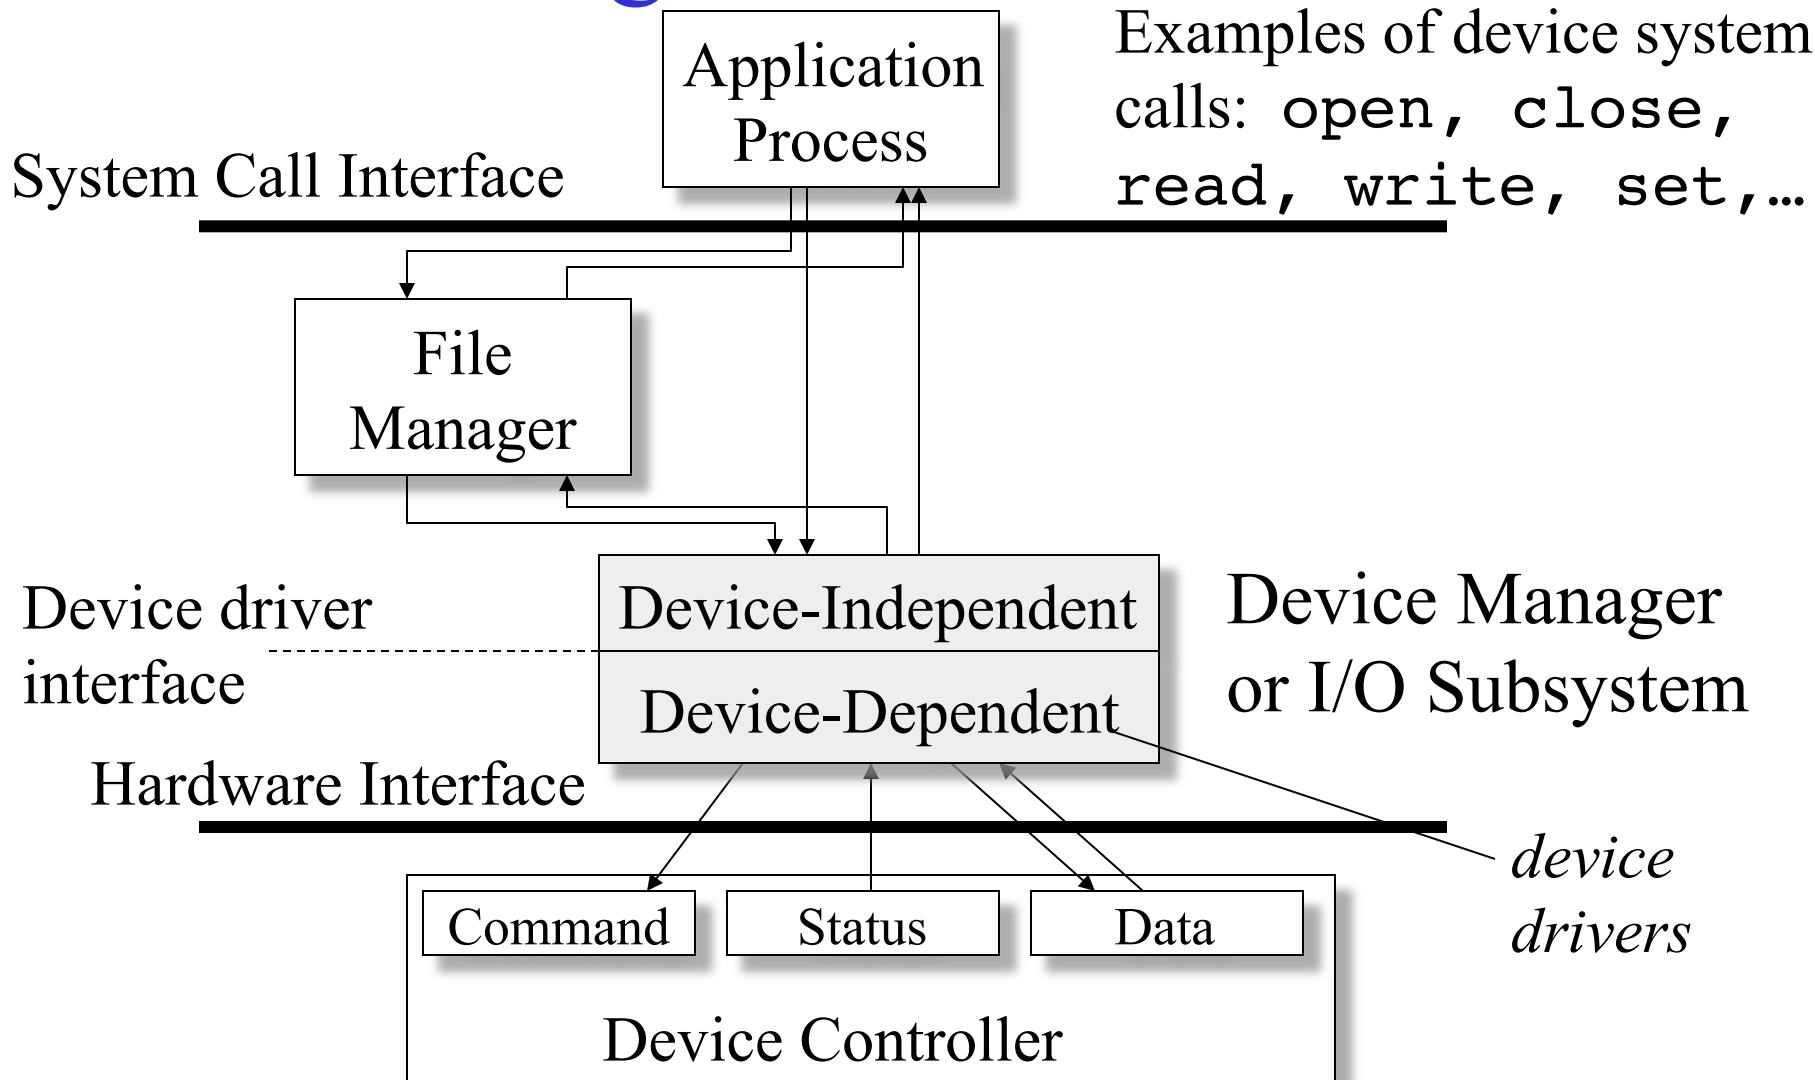 Application
Process
Examples of device system
calls: open, close,
read, write, set,…
System Call Interface
File
Manager
Device driver
interface
Device-Independent
Device-Dependent
Device Manager
or I/O Subsystem
Hardware Interface
device
drivers
Command
Status
Data
Device Controller